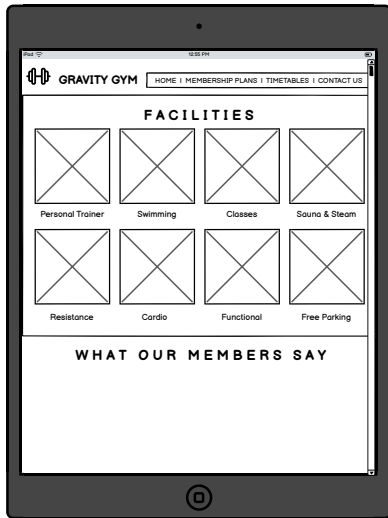 iPod 12:55 PM
GRAVITY GYM HOME | MEMBERSHIP PLANS | TIMETABLES | CONTACT US
FACILITIES
Personal Trainer Swimming Classes Sauna & Steam
Resistance Cardio Functional Free Parking
WHAT OUR MEMBERS SAY